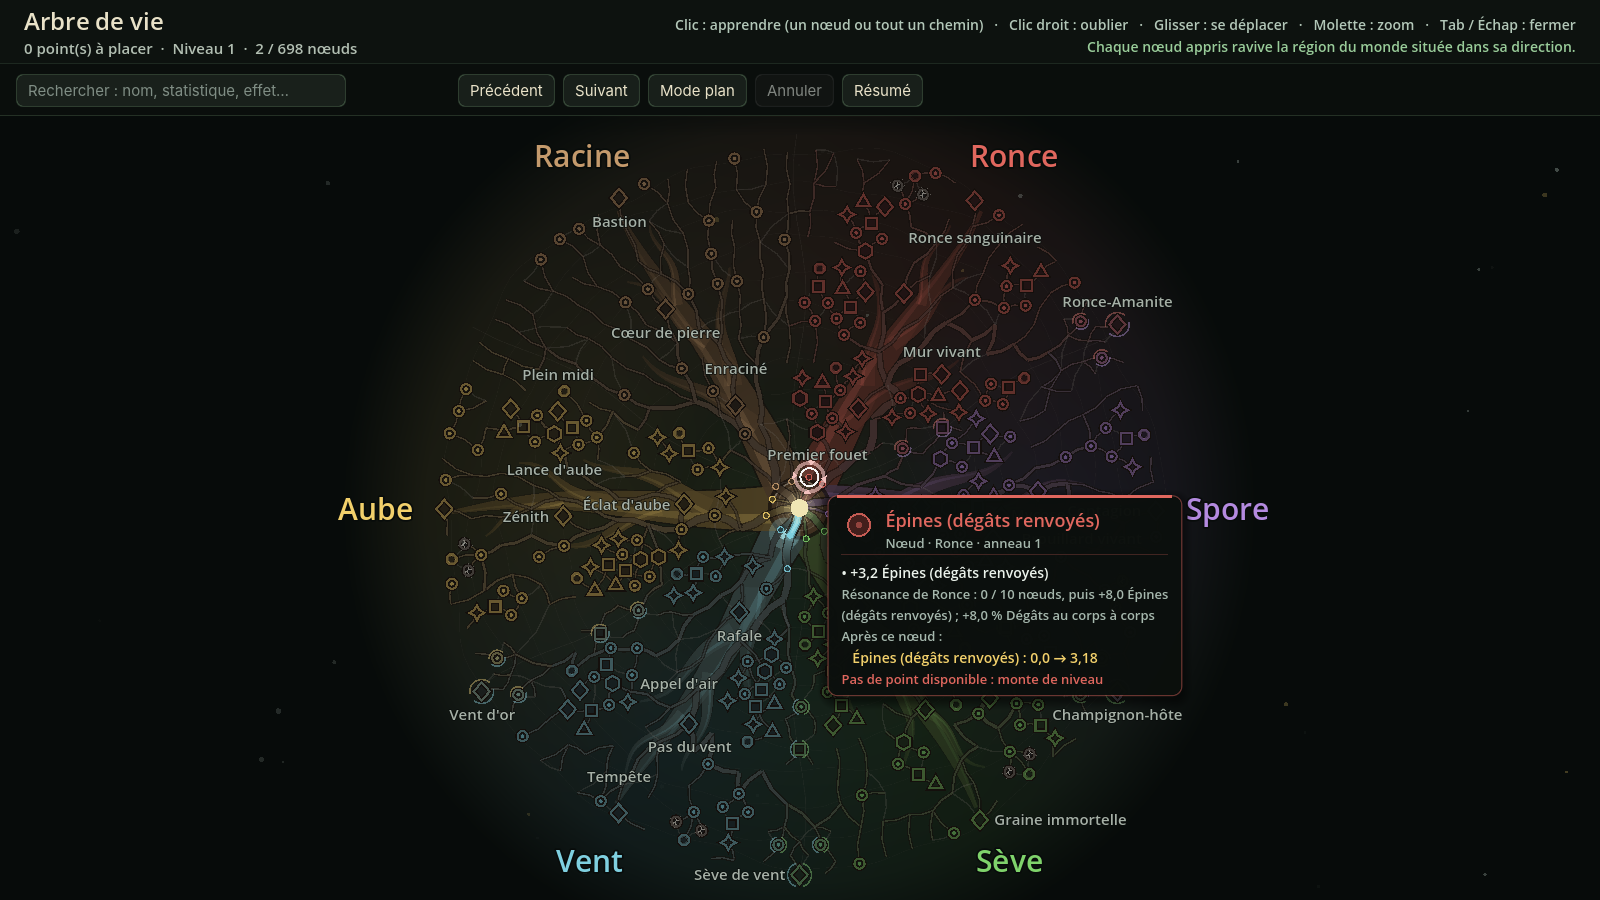 Arbre de vie
0 point(s) à placer · Niveau 1 · 2 / 698 nœuds
Clic : apprendre (un nœud ou tout un chemin) · Clic droit : oublier · Glisser : se déplacer · Molette : zoom · Tab / Échap : fermer
Chaque nœud appris ravive la région du monde située dans sa direction.
Rechercher : nom, statistique, effet...
Précédent
Suivant
Mode plan
Annuler
Résumé
Racine
Ronce
Bastion
Ronce sanguinaire
Ronce-Amanite
Cœur de pierre
Mur vivant
Enraciné
Plein midi
Premier fouet
Lance d'aube
Éclat d'aube
Aube
Zénith
Spore
Épines (dégâts renvoyés)
Nœud · Ronce · anneau 1
• +3,2 Épines (dégâts renvoyés)
Résonance de Ronce : 0 / 10 nœuds, puis +8,0 Épines
(dégâts renvoyés) ; +8,0 % Dégâts au corps à corps
Après ce nœud :
Épines (dégâts renvoyés) : 0,0 → 3,18
Pas de point disponible : monte de niveau
Rafale
Appel d'air
Vent d'or
Champignon-hôte
Pas du vent
Tempête
Graine immortelle
Vent
Sève
Sève de vent